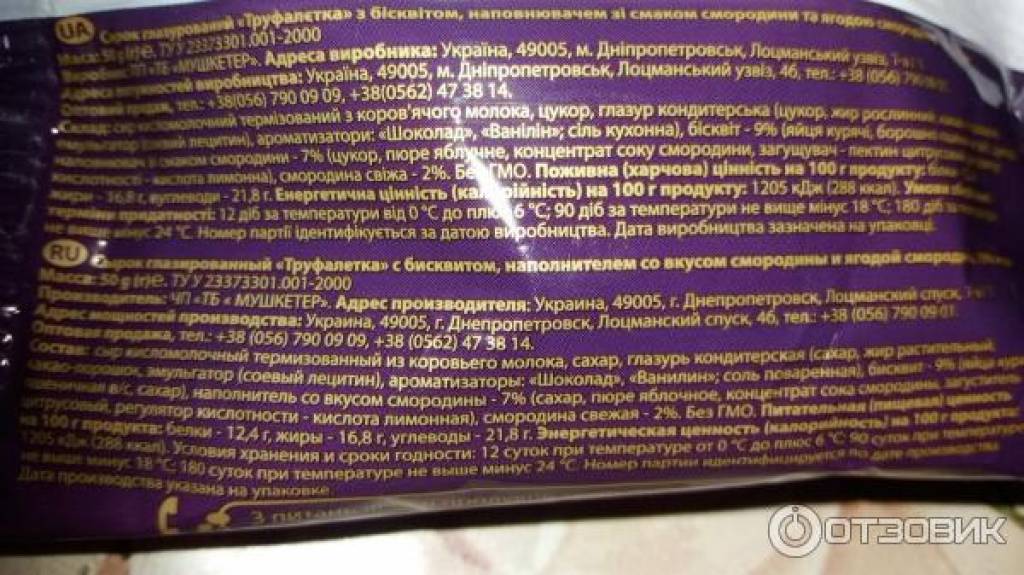 UA Сирок глазурований «Труфалєтка» з бісквітом, наповнювачем зі смаком смородини та ягодою
Маса: 50 g (г)℮. ТУ У 23373301.001-2000
ЧП «ТБ «МУШКЕТЕР». Адреса виробника: Україна, 49005, м. Дніпропетровськ, Лоцманський узвіз,
Адреса потужностей виробництва: Україна, 49005, м. Дніпропетровськ, Лоцманський узвіз, 4б, тел.: +38 (056) 790
тел.: +38(056) 790 09 09, +38(0562) 47 38 14.
Склад: сир кисломолочний термізований з коров'ячого молока, цукор, глазур кондитерська (цукор, жир рослинний,
лецитин), ароматизатори: «Шоколад», «Ванілін»; сіль кухонна), бісквіт - 9% (яйця курячі, борошно
зі смаком смородини - 7% (цукор, пюре яблучне, концентрат соку смородини, загущувач - пектин
кислотності - кислота лимонна), смородина свіжа - 2%. Без ГМО. Поживна (харчова) цінність на 100 г продукту:
жири - 16,8 г, вуглеводи - 21,8 г. Енергетична цінність (калорійність) на 100 г продукту: 1205 кДж (288 ккал). Умови
придатності: 12 діб за температури від 0 °С до плюс 6 °С; 90 діб за температури не вище мінус 18 °С; 180 діб за
не вище мінус 24 °С. Номер партії ідентифікується за датою виробництва. Дата виробництва зазначена на упаковці.
RU Сырок глазированный «Труфалетка» с бисквитом, наполнителем со вкусом смородины и ягодой
Масса - 50 g (г)℮. ТУ У 23373301.001-2000
Производитель: ЧП «ТБ « МУШКЕТЕР». Адрес производителя: Украина, 49005, г. Днепропетровск, Лоцманский спуск,
Адрес мощностей производства: Украина, 49005, г. Днепропетровск, Лоцманский спуск, 4б, тел.: +38 (056) 790 09 01.
Оптовая продажа, тел.: +38 (056) 790 09 09, +38 (0562) 47 38 14.
Состав: сыр кисломолочный термизованный из коровьего молока, сахар, глазурь кондитерская (сахар, жир растительный,
какао-порошок, эмульгатор (соевый лецитин), ароматизаторы: «Шоколад», «Ванилин»; соль поваренная), бисквит - 9% (яйца
пшеничная в/с, сахар), наполнитель со вкусом смородины - 7% (сахар, пюре яблочное, концентрат сока смородины,
цитрусовый, регулятор кислотности - кислота лимонная), смородина свежая - 2%. Без ГМО. Питательная (пищевая) ценность
на 100 г продукта: белки - 12,4 г, жиры - 16,8 г, углеводы - 21,8 г. Энергетическая ценность (калорийность) на 100 г продукта:
1205 кДж (288 ккал). Условия хранения и сроки годности: 12 суток при температуре от 0 °С до плюс 6 °С; 90 суток при температуре
не выше минус 18 °С; 180 суток при температуре не выше минус 24 °С. Номер партии идентифицируется по дате производства.
Дата производства указана на упаковке.
ОТЗОВИК